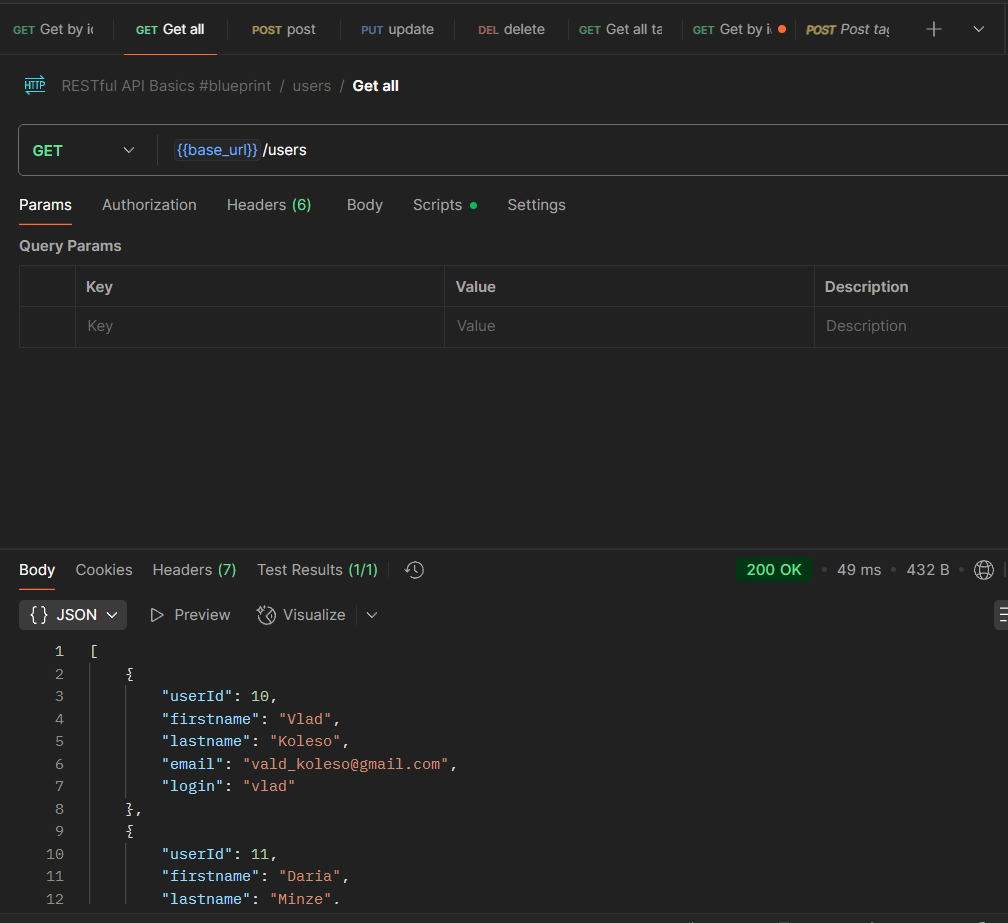 GET Get by i GET Get all POST post PUT update DEL delete GET Get all ta GET Get by i POST Post tag
HTTP RESTful API Basics #blueprint / users / Get all
GET {{base_url}} /users
Params Authorization Headers (6) Body Scripts Settings
Query Params
Key Value Description
Key Value Description
Body Cookies Headers (7) Test Results (1/1) 200 OK 49 ms 432 B
{} JSON Preview Visualize
1 [
2 {
3 "userId": 10,
4 "firstname": "Vlad",
5 "lastname": "Koleso",
6 "email": "vald_koleso@gmail.com",
7 "login": "vlad"
8 },
9 {
10 "userId": 11,
11 "firstname": "Daria",
12 "lastname": "Minze",